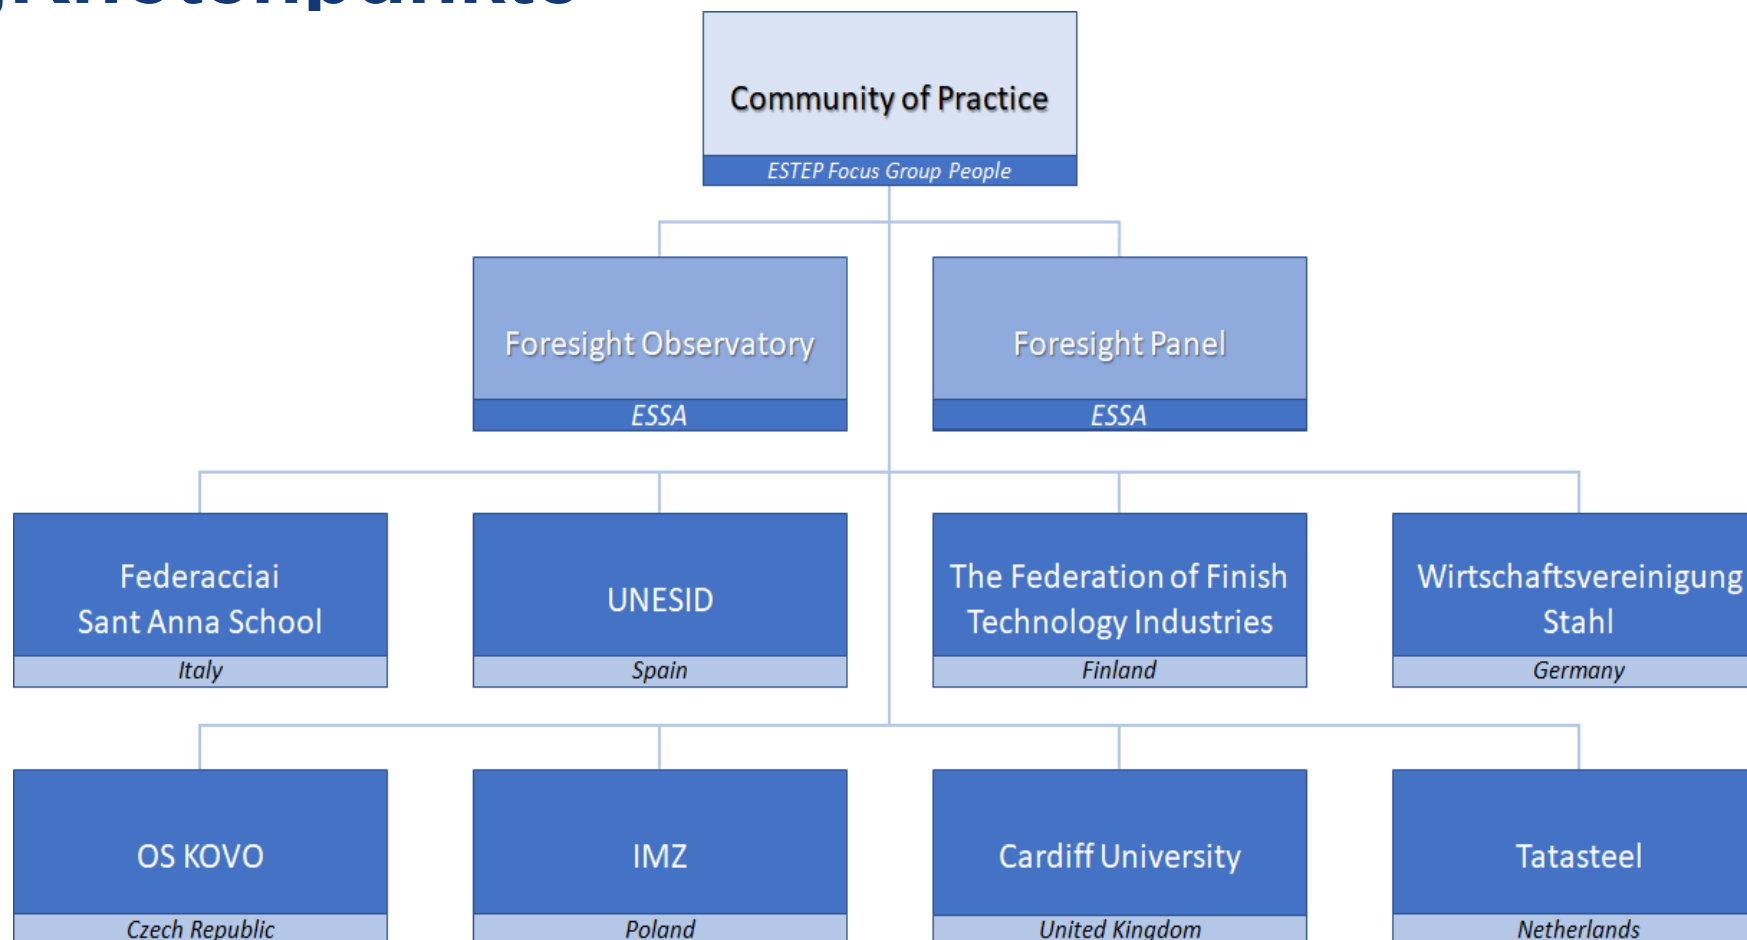 Community of Practice
ESTEP Focus Group People
Foresight Observatory
ESSA
Foresight Panel
ESSA
Federacciai
Sant Anna School
Italy
UNESID
Spain
The Federation of Finish
Technology Industries
Finland
Wirtschaftsvereinigung
Stahl
Germany
OS KOVO
Czech Republic
IMZ
Poland
Cardiff University
United Kingdom
Tatasteel
Netherlands